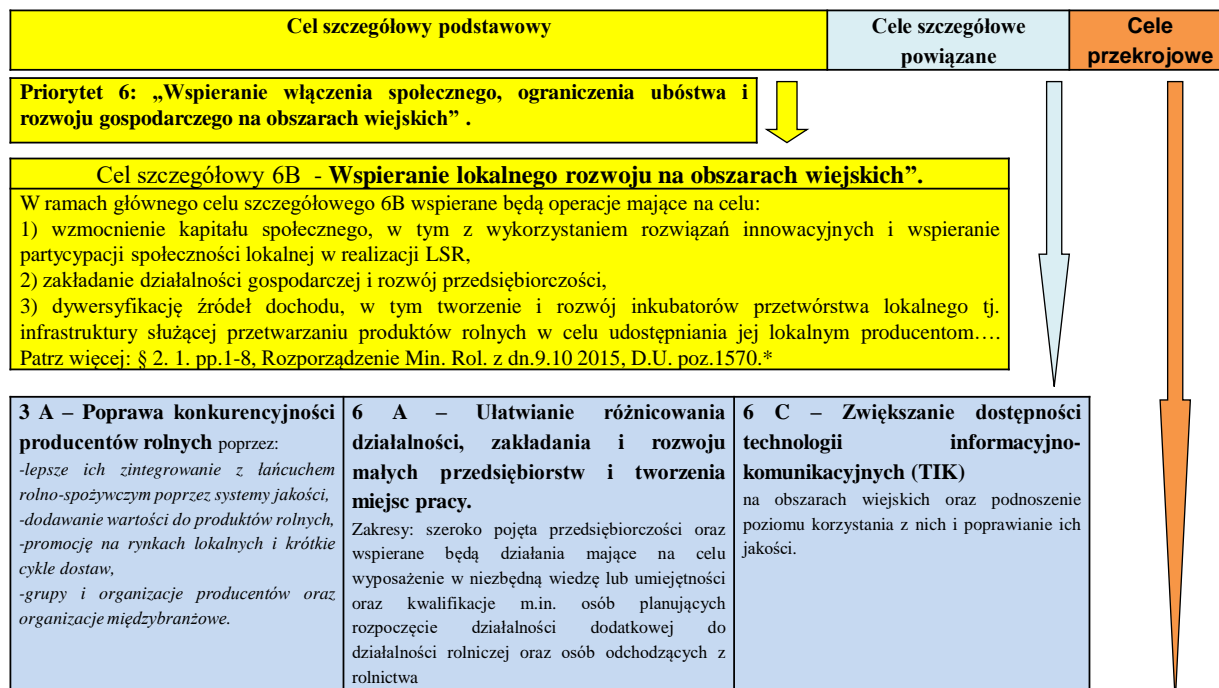 Cel szczegółowy podstawowy
Cele szczegółowe
powiązane
Cele
przekrojowe
Priorytet 6: „Wspieranie włączenia społecznego, ograniczenia ubóstwa i
rozwoju gospodarczego na obszarach wiejskich” .
Cel szczegółowy 6B - Wspieranie lokalnego rozwoju na obszarach wiejskich”.
W ramach głównego celu szczegółowego 6B wspierane będą operacje mające na celu:
1) wzmocnienie kapitału społecznego, w tym z wykorzystaniem rozwiązań innowacyjnych i wspieranie
partycypacji społeczności lokalnej w realizacji LSR,
2) zakładanie działalności gospodarczej i rozwój przedsiębiorczości,
3) dywersyfikację źródeł dochodu, w tym tworzenie i rozwój inkubatorów przetwórstwa lokalnego tj.
infrastruktury służącej przetwarzaniu produktów rolnych w celu udostępniania jej lokalnym producentom….
Patrz więcej: § 2. 1. pp.1-8, Rozporządzenie Min. Rol. z dn.9.10 2015, D.U. poz.1570.*
3 A – Poprawa konkurencyjności
producentów rolnych poprzez:
-lepsze ich zintegrowanie z łańcuchem
rolno-spożywczym poprzez systemy jakości,
-dodawanie wartości do produktów rolnych,
-promocję na rynkach lokalnych i krótkie
cykle dostaw,
-grupy i organizacje producentów oraz
organizacje międzybranżowe.
6 A – Ułatwianie różnicowania
działalności, zakładania i rozwoju
małych przedsiębiorstw i tworzenia
miejsc pracy.
Zakresy: szeroko pojęta przedsiębiorczości oraz
wspierane będą działania mające na celu
wyposażenie w niezbędną wiedzę lub umiejętności
oraz kwalifikacje m.in. osób planujących
rozpoczęcie działalności dodatkowej do
działalności rolniczej oraz osób odchodzących z
rolnictwa
6 C – Zwiększanie dostępności
technologii informacyjno-
komunikacyjnych (TIK)
na obszarach wiejskich oraz podnoszenie
poziomu korzystania z nich i poprawianie ich
jakości.